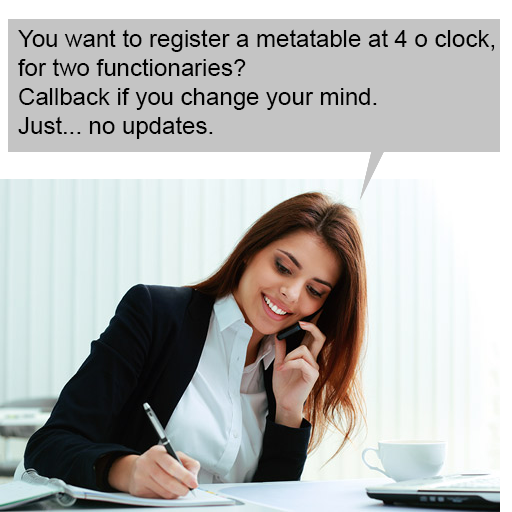 You want to register a metatable at 4 o clock,
for two functionaries?
Callback if you change your mind.
Just... no updates.